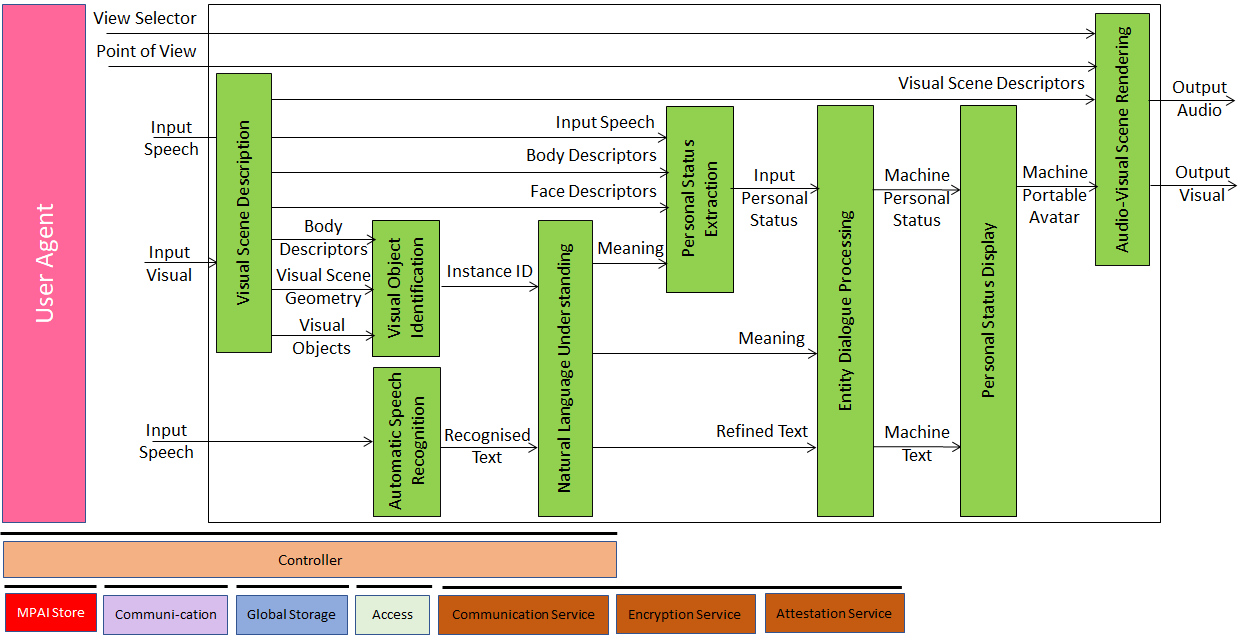 View Selector
Point of View
User Agent
Input
Speech
Input
Visual
Input
Speech
Visual Scene Description
Visual Scene Descriptors
Input Speech
Body Descriptors
Face Descriptors
Body
Descriptors
Visual Scene
Geometry
Visual
Objects
Visual Object
Identification
Automatic Speech
Recognition
Instance ID
Recognised
Text
Natural Language Understanding
Meaning
Meaning
Refined Text
Personal Status
Extraction
Input
Personal
Status
Entity Dialogue Processing
Machine
Personal
Status
Machine
Text
Personal Status Display
Machine
Portable
Avatar
Audio-Visual Scene Rendering
Output
Audio
Output
Visual
Controller
MPAI Store
Communi-cation
Global Storage
Access
Communication Service
Encryption Service
Attestation Service